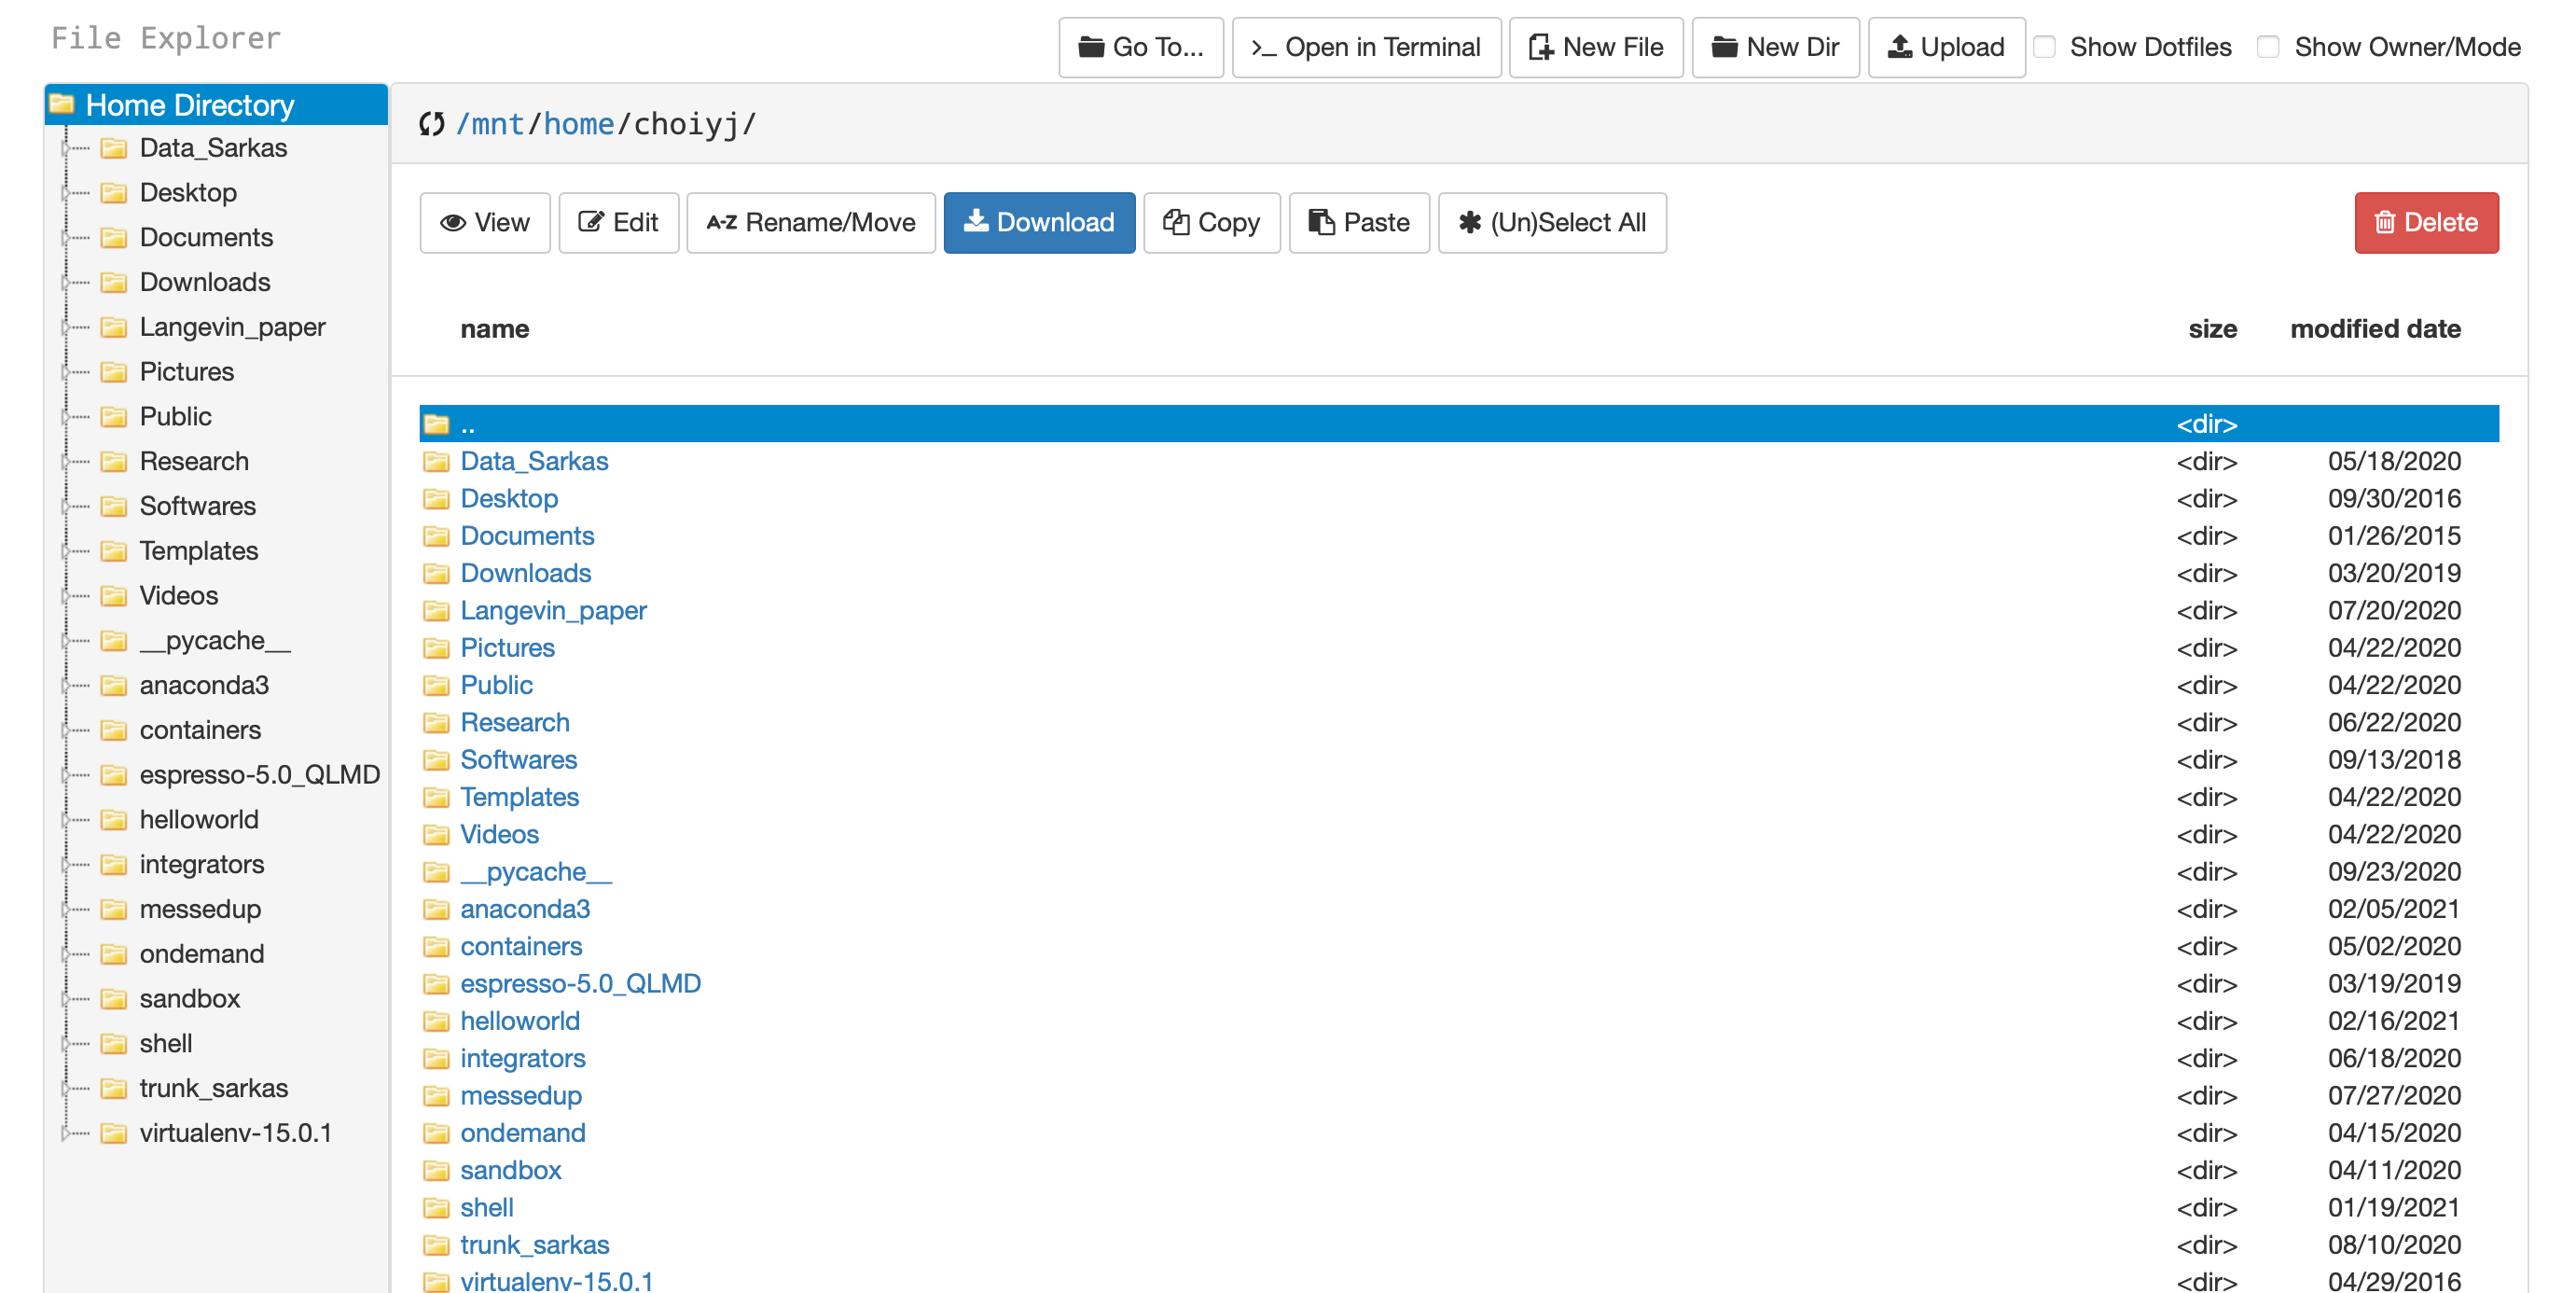 File Explorer
Go To... >_ Open in Terminal New File New Dir Upload Show Dotfiles Show Owner/Mode
Home Directory
Data_Sarkas
Desktop
Documents
Downloads
Langevin_paper
Pictures
Public
Research
Softwares
Templates
Videos
__pycache__
anaconda3
containers
espresso-5.0_QLMD
helloworld
integrators
messedup
ondemand
sandbox
shell
trunk_sarkas
virtualenv-15.0.1
/mnt/home/choiyj/
View Edit A-Z Rename/Move Download Copy Paste (Un)Select All Delete
name size modified date
.. <dir>
Data_Sarkas <dir> 05/18/2020
Desktop <dir> 09/30/2016
Documents <dir> 01/26/2015
Downloads <dir> 03/20/2019
Langevin_paper <dir> 07/20/2020
Pictures <dir> 04/22/2020
Public <dir> 04/22/2020
Research <dir> 06/22/2020
Softwares <dir> 09/13/2018
Templates <dir> 04/22/2020
Videos <dir> 04/22/2020
__pycache__ <dir> 09/23/2020
anaconda3 <dir> 02/05/2021
containers <dir> 05/02/2020
espresso-5.0_QLMD <dir> 03/19/2019
helloworld <dir> 02/16/2021
integrators <dir> 06/18/2020
messedup <dir> 07/27/2020
ondemand <dir> 04/15/2020
sandbox <dir> 04/11/2020
shell <dir> 01/19/2021
trunk_sarkas <dir> 08/10/2020
virtualenv-15.0.1 <dir> 04/29/2016